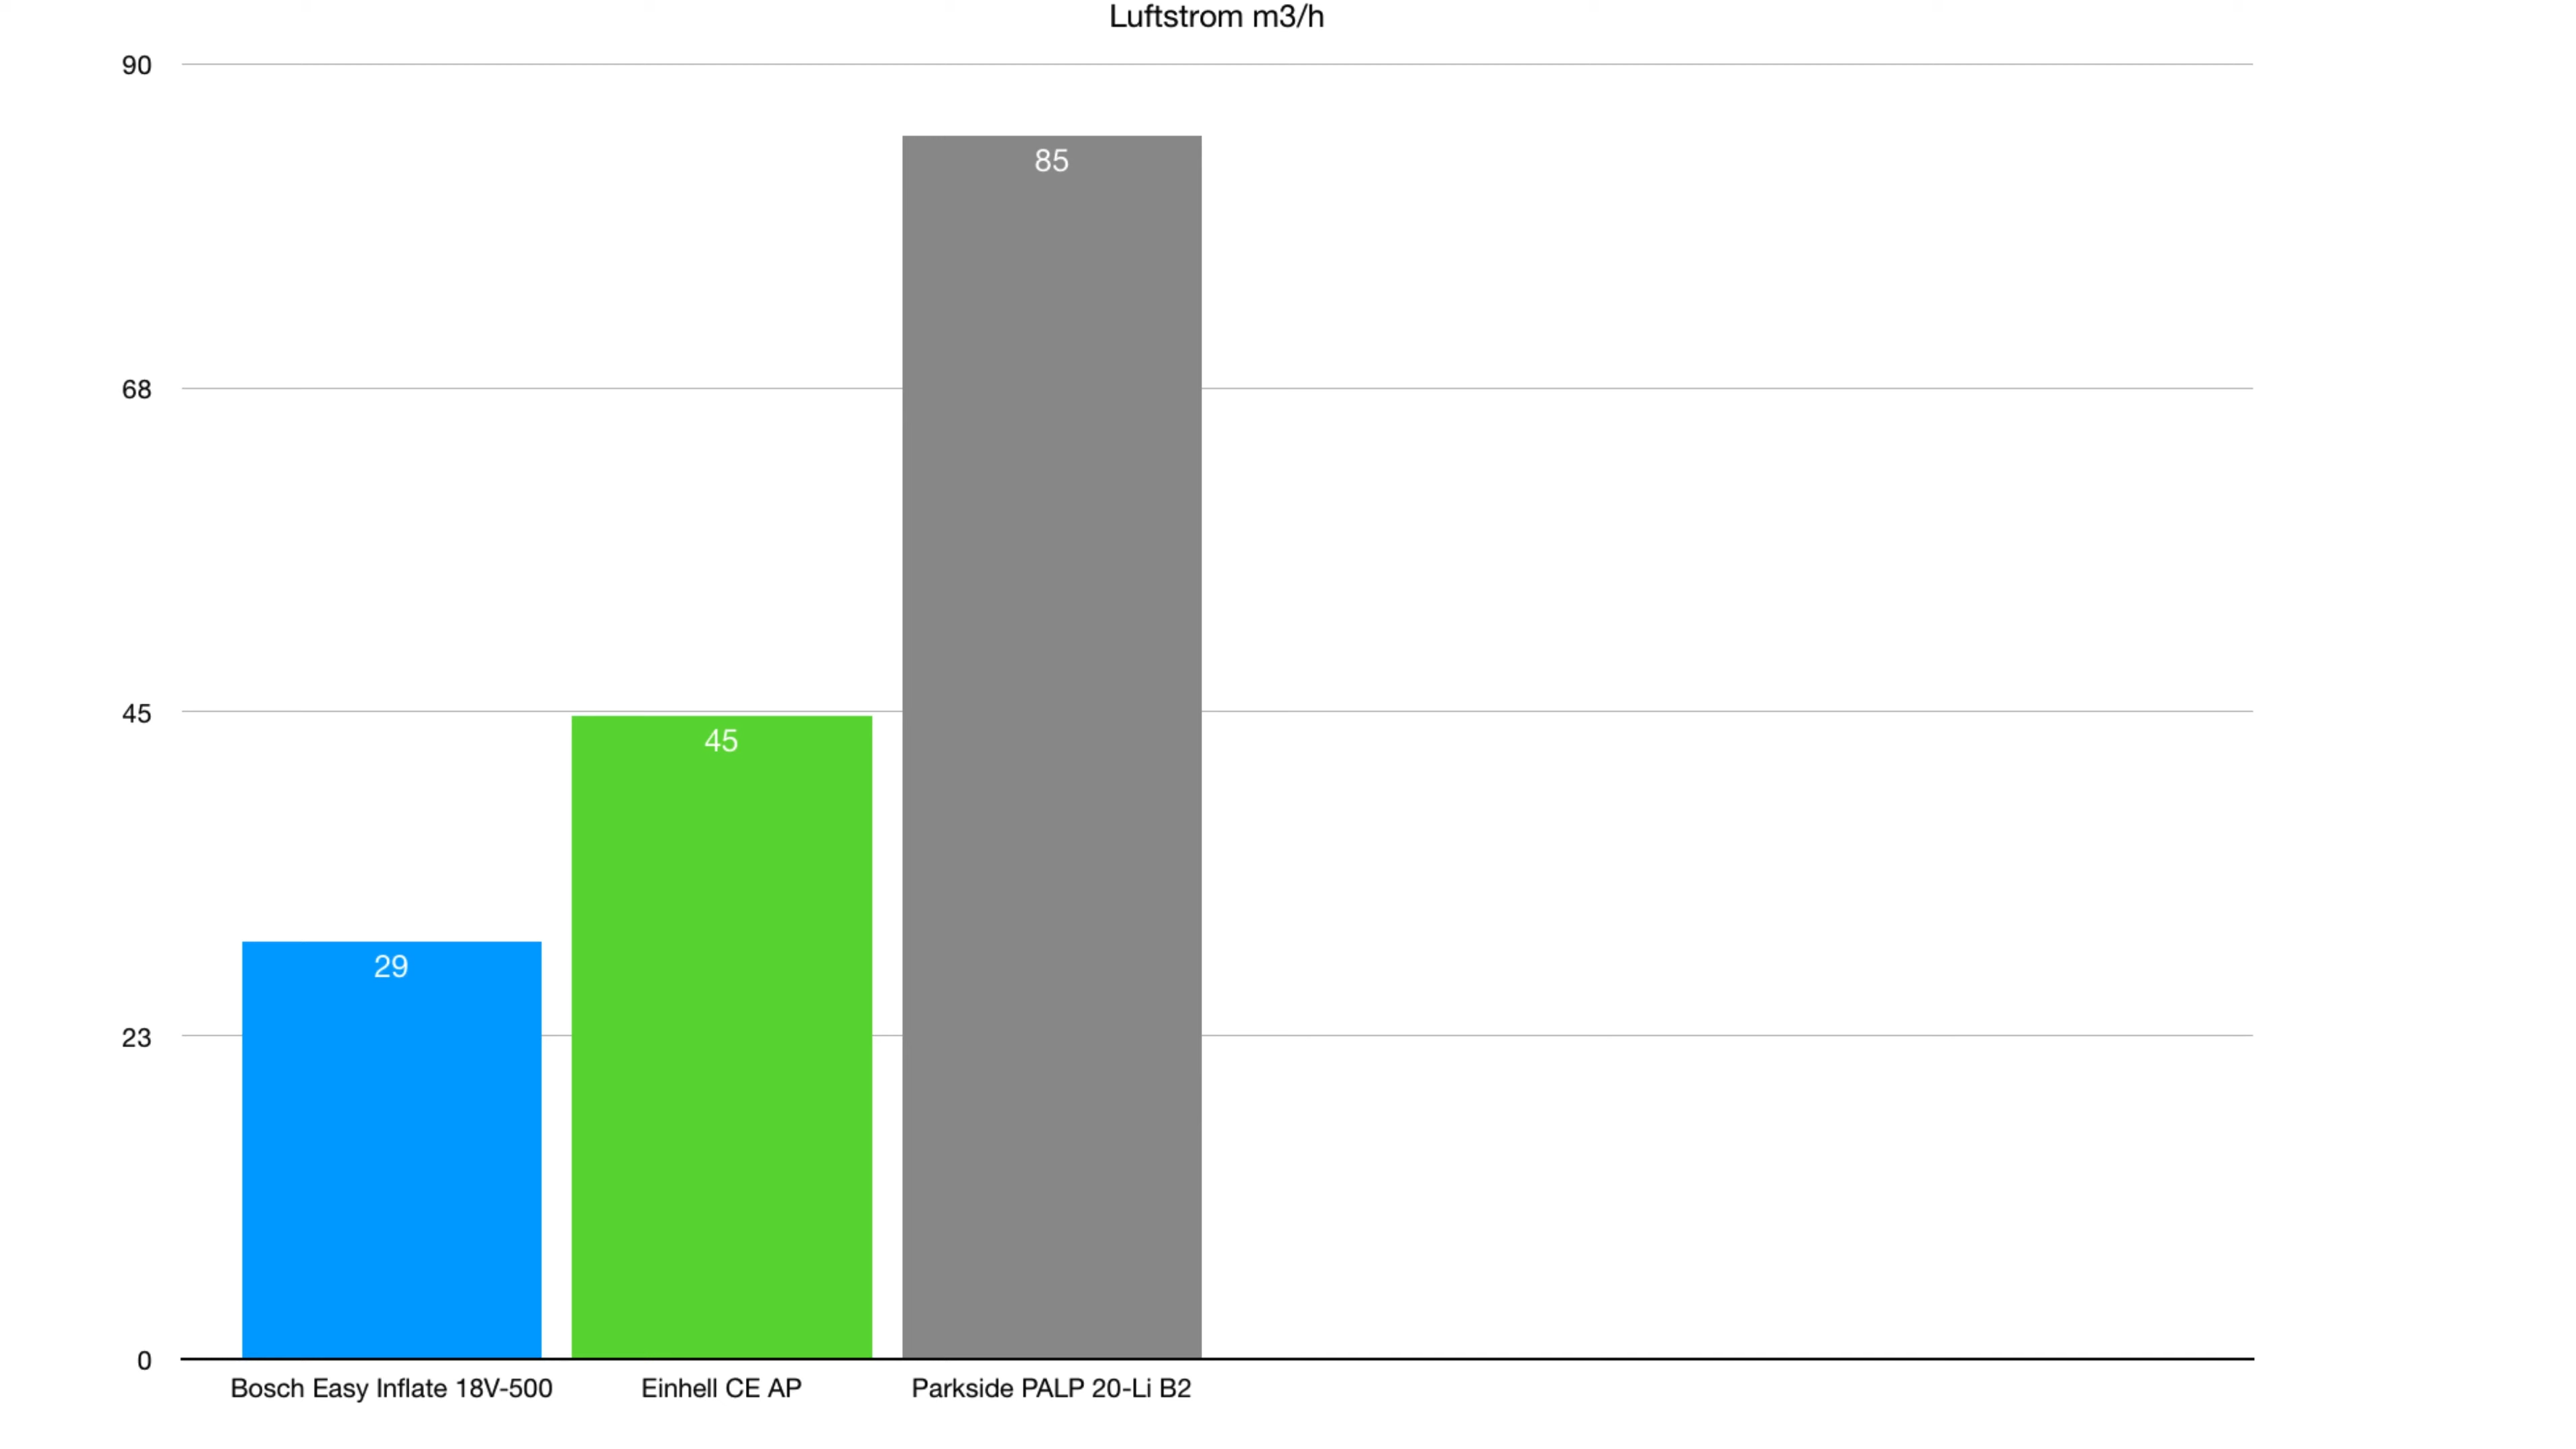 Luftstrom m3/h
90
85
68
45
45
29
23
0
Bosch Easy Inflate 18V-500
Einhell CE AP
Parkside PALP 20-Li B2